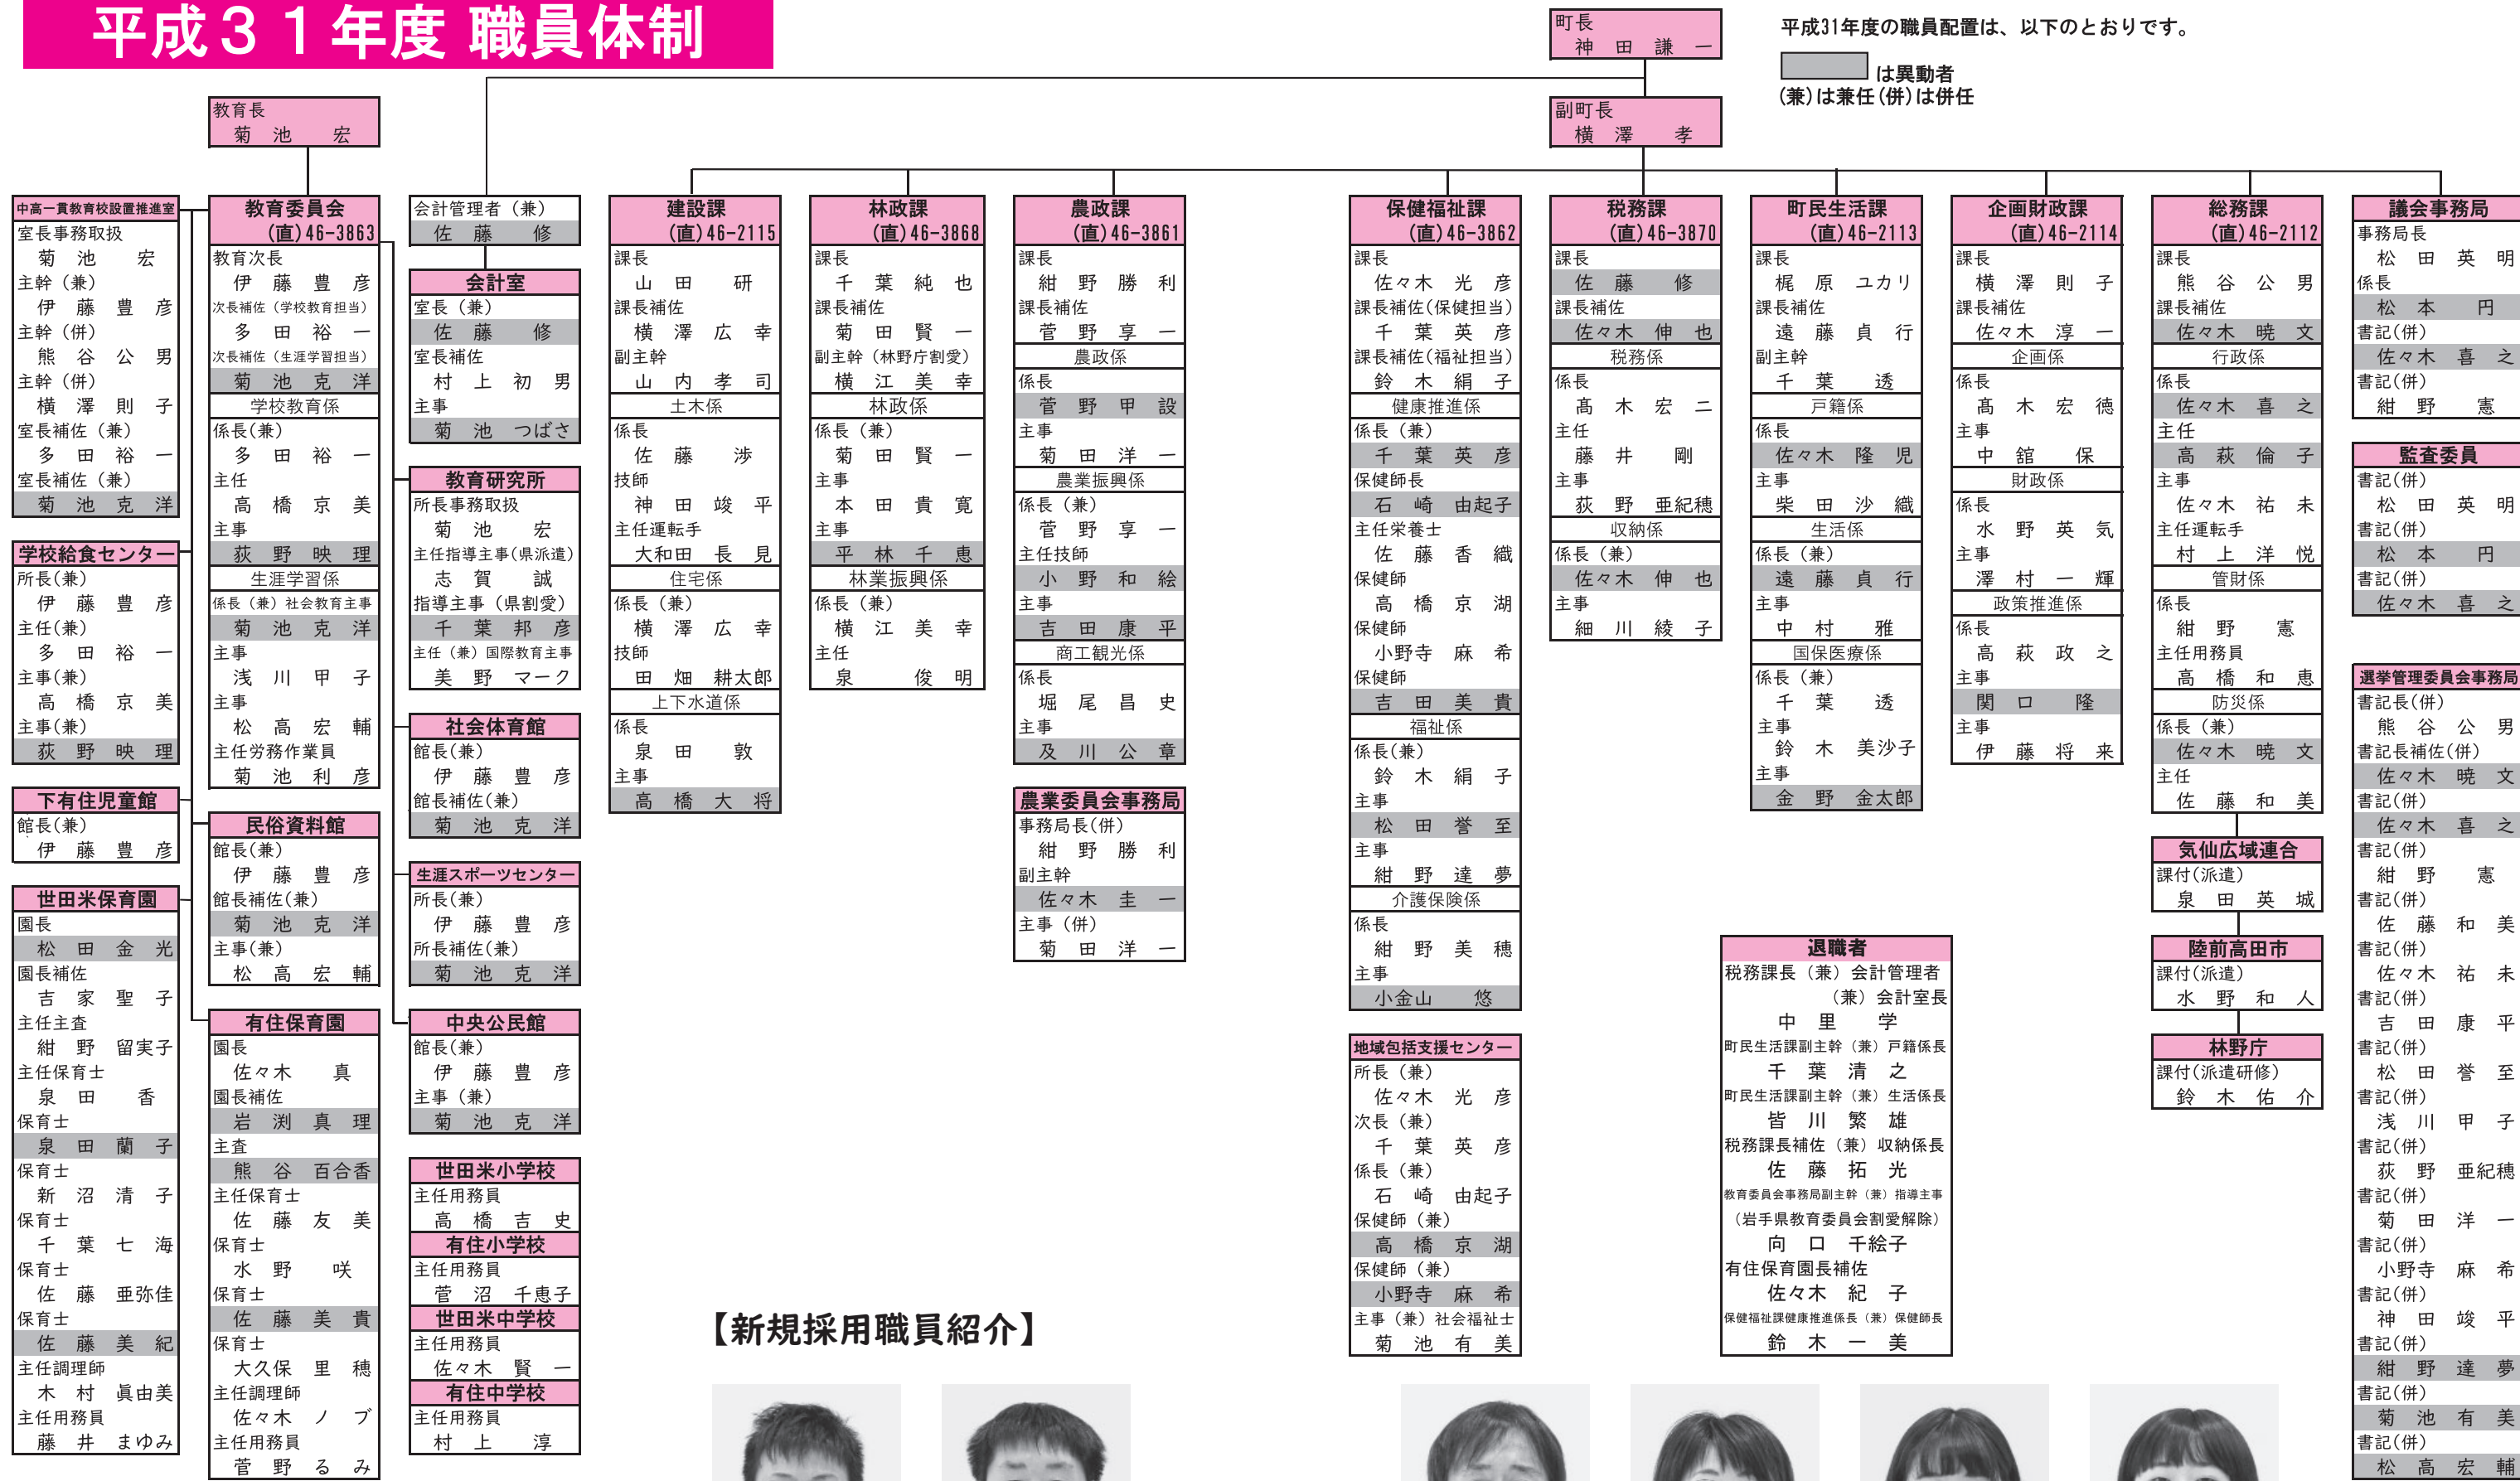 平成３１年度 職員体制
町長
神田謙一
副町長
横澤孝
平成31年度の職員配置は、以下のとおりです。
は異動者
(兼)は兼任(併)は併任
教育長
菊池宏
中高一貫教育校設置推進室
室長事務取扱
菊池宏
主幹（兼）
伊藤豊彦
主幹（併）
熊谷公男
主幹（併）
横澤則子
室長補佐（兼）
多田裕一
室長補佐（兼）
菊池克洋
学校給食センター
所長(兼)
伊藤豊彦
主任(兼)
多田裕一
主事(兼)
高橋京美
主事(兼)
荻野映理
下有住児童館
館長(兼)
伊藤豊彦
世田米保育園
園長
松田金光
園長補佐
吉家聖子
主任主査
紺野留実子
主任保育士
泉田香
保育士
泉田蘭子
保育士
新沼清子
保育士
千葉七海
保育士
佐藤亜弥佳
保育士
佐藤美紀
主任調理師
木村眞由美
主任用務員
藤井まゆみ
教育委員会
(直)46-3863
教育次長
伊藤豊彦
次長補佐（学校教育担当）
多田裕一
次長補佐（生涯学習担当）
菊池克洋
学校教育係
係長(兼)
多田裕一
主任
高橋京美
主事
荻野映理
生涯学習係
係長（兼）社会教育主事
菊池克洋
主事
浅川甲子
主事
松高宏輔
主任労務作業員
菊池利彦
民俗資料館
館長(兼)
伊藤豊彦
館長補佐(兼)
菊池克洋
主事(兼)
松高宏輔
有住保育園
園長
佐々木真
園長補佐
岩渕真理
主査
熊谷百合香
主任保育士
佐藤友美
保育士
水野咲
保育士
佐藤美貴
保育士
大久保里穂
主任調理師
佐々木ノブ
主任用務員
菅野るみ
会計管理者（兼）
佐藤修
会計室
室長（兼）
佐藤修
室長補佐
村上初男
主事
菊池つばさ
教育研究所
所長事務取扱
菊池宏
主任指導主事(県派遣)
志賀誠
指導主事（県割愛）
千葉邦彦
主任（兼）国際教育主事
美野マーク
社会体育館
館長(兼)
伊藤豊彦
館長補佐(兼)
菊池克洋
生涯スポーツセンター
所長(兼)
伊藤豊彦
所長補佐(兼)
菊池克洋
中央公民館
館長(兼)
伊藤豊彦
主事（兼）
菊池克洋
世田米小学校
主任用務員
高橋吉史
有住小学校
主任用務員
菅沼千恵子
世田米中学校
主任用務員
佐々木賢一
有住中学校
主任用務員
村上淳
建設課
(直)46-2115
課長
山田研
課長補佐
横澤広幸
副主幹
山内孝司
土木係
係長
佐藤渉
技師
神田竣平
主任運転手
大和田長見
住宅係
係長（兼）
横澤広幸
技師
田畑耕太郎
上下水道係
係長
泉田敦
主事
高橋大将
林政課
(直)46-3868
課長
千葉純也
課長補佐
菊田賢一
副主幹（林野庁割愛）
横江美幸
林政係
係長（兼）
菊田賢一
主事
本田貴寛
主事
平林千恵
林業振興係
係長（兼）
横江美幸
主任
泉俊明
農政課
(直)46-3861
課長
紺野勝利
課長補佐
菅野享一
農政係
係長
菅野甲設
主事
菊田洋一
農業振興係
係長（兼）
菅野享一
主任技師
小野和絵
主事
吉田康平
商工観光係
係長
堀尾昌史
主事
及川公章
農業委員会事務局
事務局長(併)
紺野勝利
副主幹
佐々木圭一
主事（併）
菊田洋一
保健福祉課
(直)46-3862
課長
佐々木光彦
課長補佐(保健担当)
千葉英彦
課長補佐(福祉担当)
鈴木絹子
健康推進係
係長（兼）
千葉英彦
保健師長
石崎由起子
主任栄養士
佐藤香織
保健師
高橋京湖
保健師
小野寺麻希
保健師
吉田美貴
福祉係
係長(兼)
鈴木絹子
主事
松田誉至
主事
紺野達夢
介護保険係
係長
紺野美穂
主事
小金山悠
地域包括支援センター
所長（兼）
佐々木光彦
次長（兼）
千葉英彦
係長（兼）
石崎由起子
保健師（兼）
高橋京湖
保健師（兼）
小野寺麻希
主事（兼）社会福祉士
菊池有美
税務課
(直)46-3870
課長
佐藤修
課長補佐
佐々木伸也
税務係
係長
髙木宏二
主任
藤井剛
主事
荻野亜紀穂
収納係
係長（兼）
佐々木伸也
主事
細川綾子
町民生活課
(直)46-2113
課長
梶原ユカリ
課長補佐
遠藤貞行
副主幹
千葉透
戸籍係
係長
佐々木隆児
主事
柴田沙織
生活係
係長（兼）
遠藤貞行
主事
中村雅
国保医療係
係長（兼）
千葉透
主事
鈴木美沙子
主事
金野金太郎
退職者
税務課長（兼）会計管理者
（兼）会計室長
中里学
町民生活課副主幹（兼）戸籍係長
千葉清之
町民生活課副主幹（兼）生活係長
皆川繁雄
税務課長補佐（兼）収納係長
佐藤拓光
教育委員会事務局副主幹（兼）指導主事
（岩手県教育委員会割愛解除）
向口千絵子
有住保育園長補佐
佐々木紀子
保健福祉課健康推進係長（兼）保健師長
鈴木一美
企画財政課
(直)46-2114
課長
横澤則子
課長補佐
佐々木淳一
企画係
係長
髙木宏徳
主事
中舘保
財政係
係長
水野英気
主事
澤村一輝
政策推進係
係長
高萩政之
主事
関口隆
主事
伊藤将来
総務課
(直)46-2112
課長
熊谷公男
課長補佐
佐々木暁文
行政係
係長
佐々木喜之
主任
高萩倫子
主事
佐々木祐未
主任運転手
村上洋悦
管財係
係長
紺野憲
主任用務員
高橋和恵
防災係
係長（兼）
佐々木暁文
主任
佐藤和美
気仙広域連合
課付(派遣)
泉田英城
陸前高田市
課付(派遣)
水野和人
林野庁
課付(派遣研修)
鈴木佑介
議会事務局
事務局長
松田英明
係長
松本円
書記(併)
佐々木喜之
書記(併)
紺野憲
監査委員
書記(併)
松田英明
書記(併)
松本円
書記(併)
佐々木喜之
選挙管理委員会事務局
書記長(併)
熊谷公男
書記長補佐(併)
佐々木暁文
書記(併)
佐々木喜之
書記(併)
紺野憲
書記(併)
佐藤和美
書記(併)
佐々木祐未
書記(併)
吉田康平
書記(併)
松田誉至
書記(併)
浅川甲子
書記(併)
荻野亜紀穂
書記(併)
菊田洋一
書記(併)
小野寺麻希
書記(併)
神田竣平
書記(併)
紺野達夢
書記(併)
菊池有美
書記(併)
松高宏輔
【新規採用職員紹介】